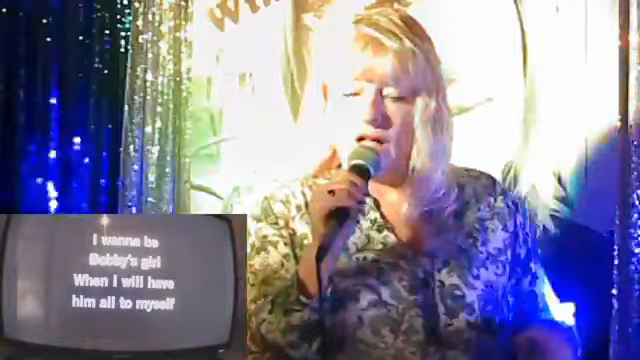 I wanna be
Bobby's girl
When I will have
him all to myself